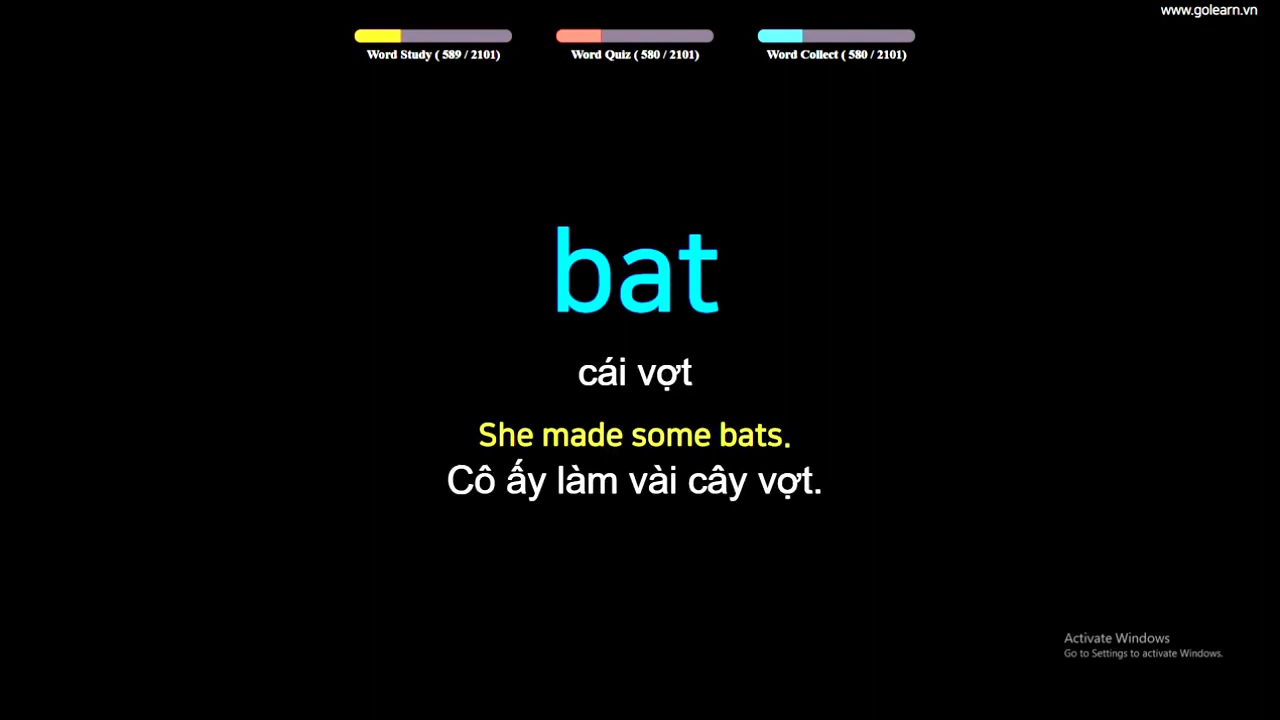 www.golearn.vn
Word Study ( 589 / 2101)
Word Quiz ( 580 / 2101)
Word Collect ( 580 / 2101)
bat
cái vợt
She made some bats.
Cô ấy làm vài cây vợt.
Activate Windows
Go to Settings to activate Windows.